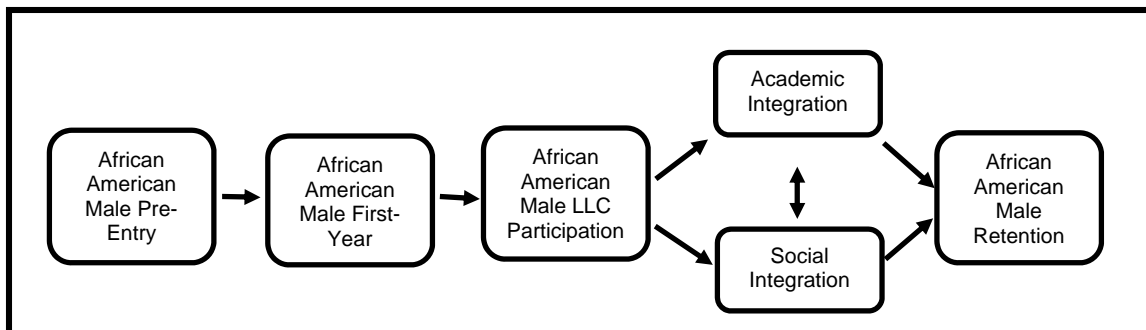 African
American
Male Pre-
Entry
African
American
Male First-
Year
African
American
Male LLC
Participation
Academic
Integration
Social
Integration
African
American
Male
Retention